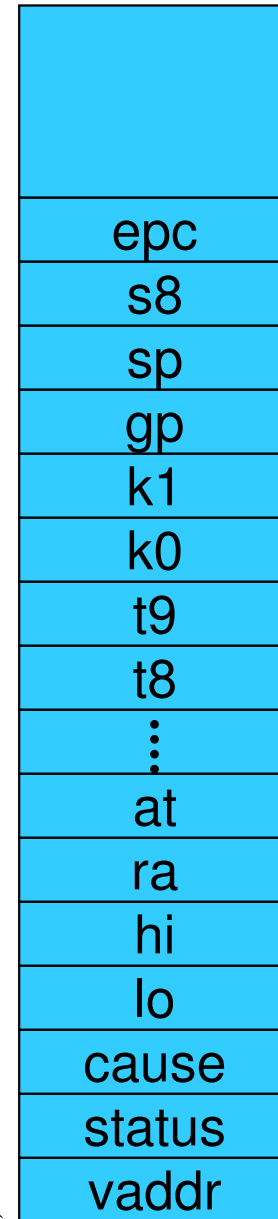 epc
s8
sp
gp
k1
k0
t9
t8
⋮
at
ra
hi
lo
cause
status
vaddr